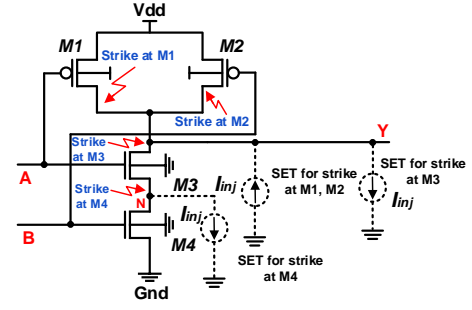 Vdd
M1
M2
Strike at M1
Strike at M2
Strike
at M3
Y
A
Strike
at M4
M3
N
Iinj
SET for strike
at M1, M2
SET for strike
at M3
Iinj
B
Iinj
M4
SET for strike
at M4
Gnd